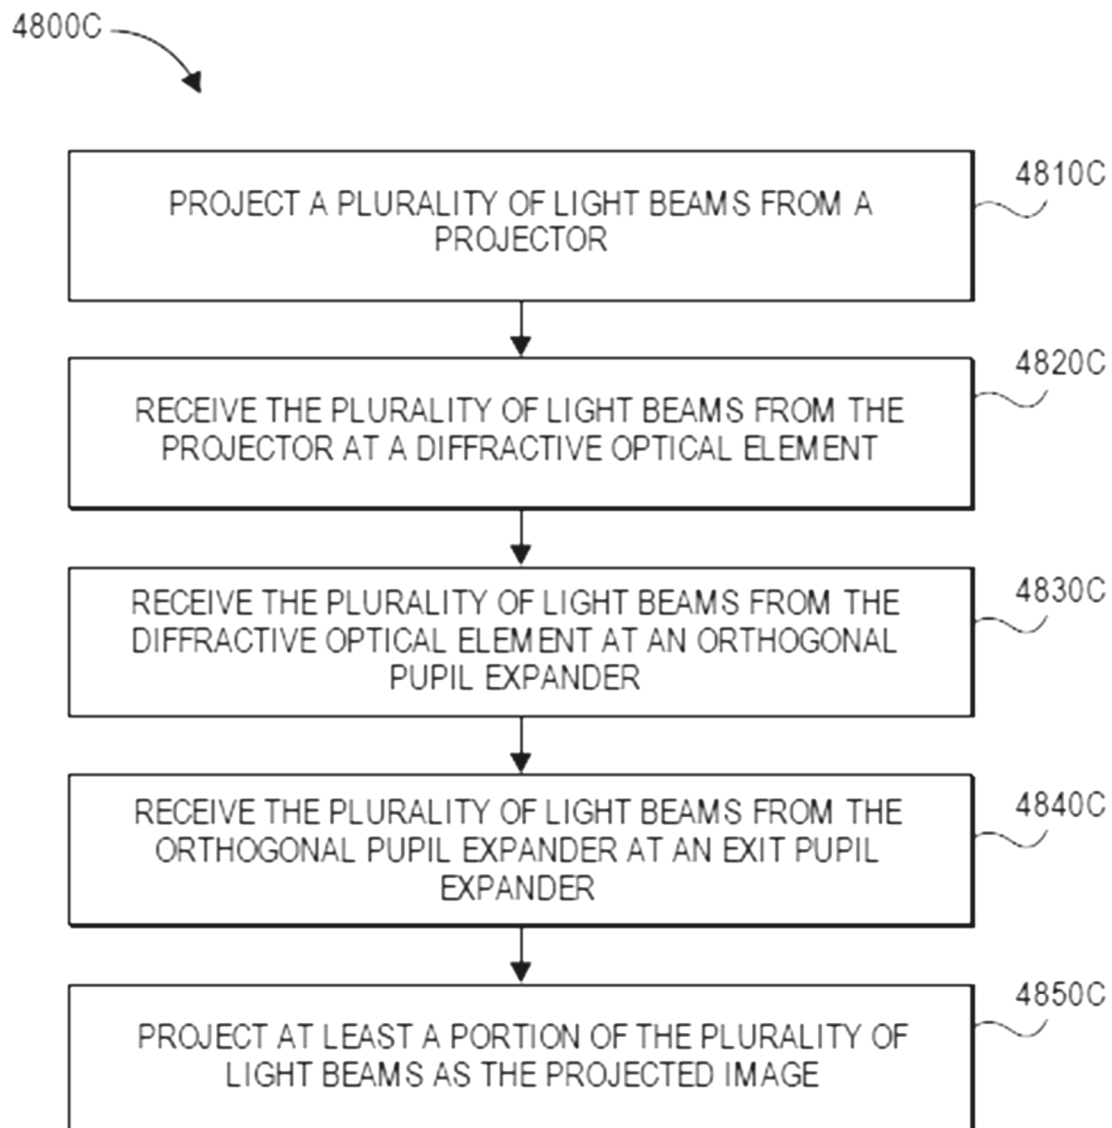 4800C
PROJECT A PLURALITY OF LIGHT BEAMS FROM A
PROJECTOR
4810C
RECEIVE THE PLURALITY OF LIGHT BEAMS FROM THE
PROJECTOR AT A DIFFRACTIVE OPTICAL ELEMENT
4820C
RECEIVE THE PLURALITY OF LIGHT BEAMS FROM THE
DIFFRACTIVE OPTICAL ELEMENT AT AN ORTHOGONAL
PUPIL EXPANDER
4830C
RECEIVE THE PLURALITY OF LIGHT BEAMS FROM THE
ORTHOGONAL PUPIL EXPANDER AT AN EXIT PUPIL
EXPANDER
4840C
PROJECT AT LEAST A PORTION OF THE PLURALITY OF
LIGHT BEAMS AS THE PROJECTED IMAGE
4850C